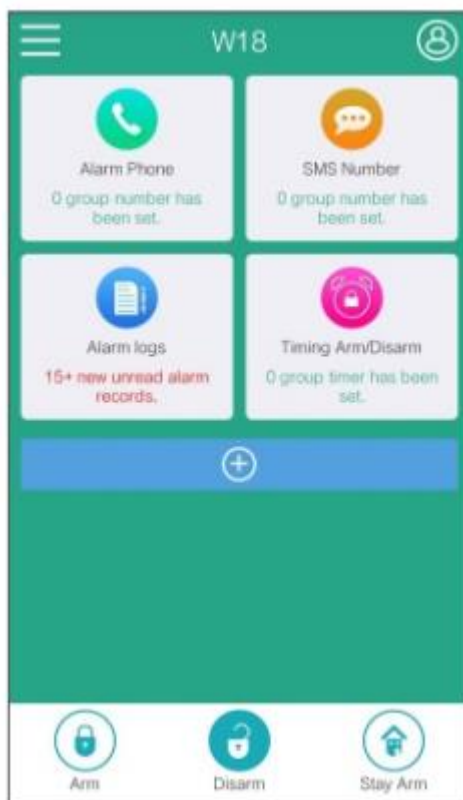 W18
Alarm Phone
0 group number has
been set.
SMS Number
0 group number has
been set.
Alarm logs
15+ new unread alarm
records.
Timing Arm/Disarm
0 group timer has been
set.
Arm
Disarm
Stay Arm